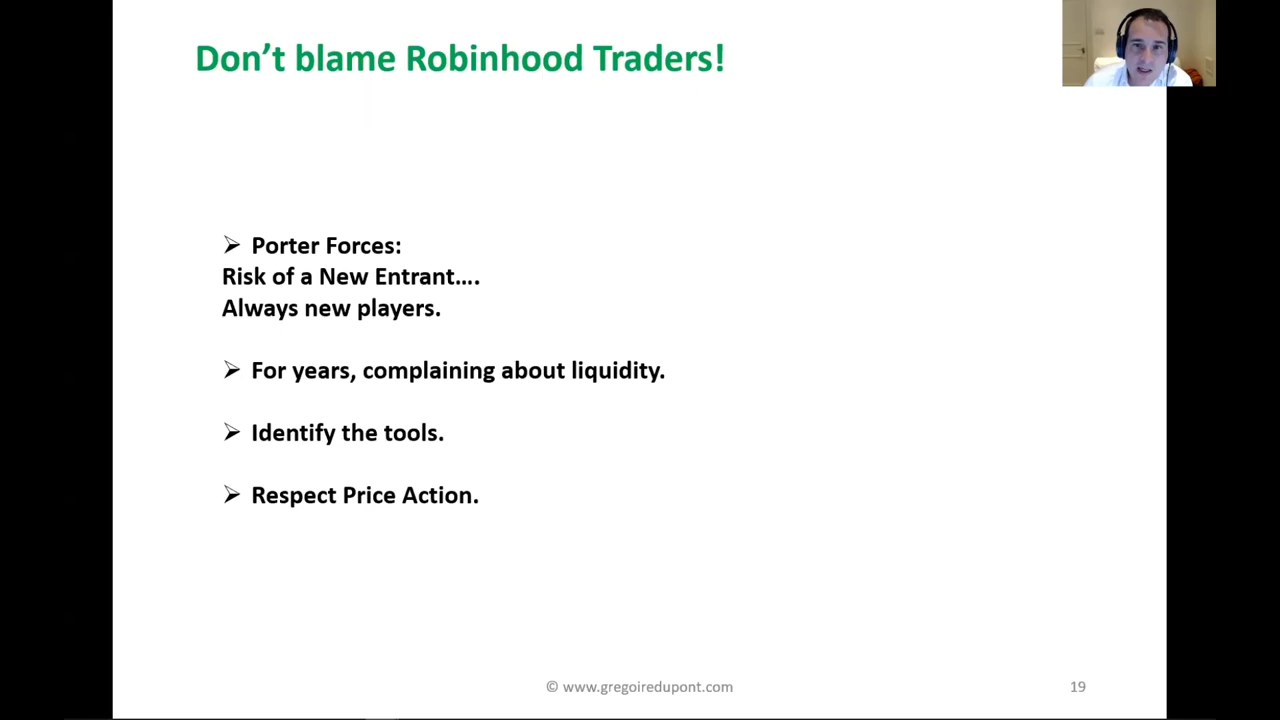 Don't blame Robinhood Traders!
➢ Porter Forces:
Risk of a New Entrant….
Always new players.
➢ For years, complaining about liquidity.
➢ Identify the tools.
➢ Respect Price Action.
© www.gregoiredupont.com
19